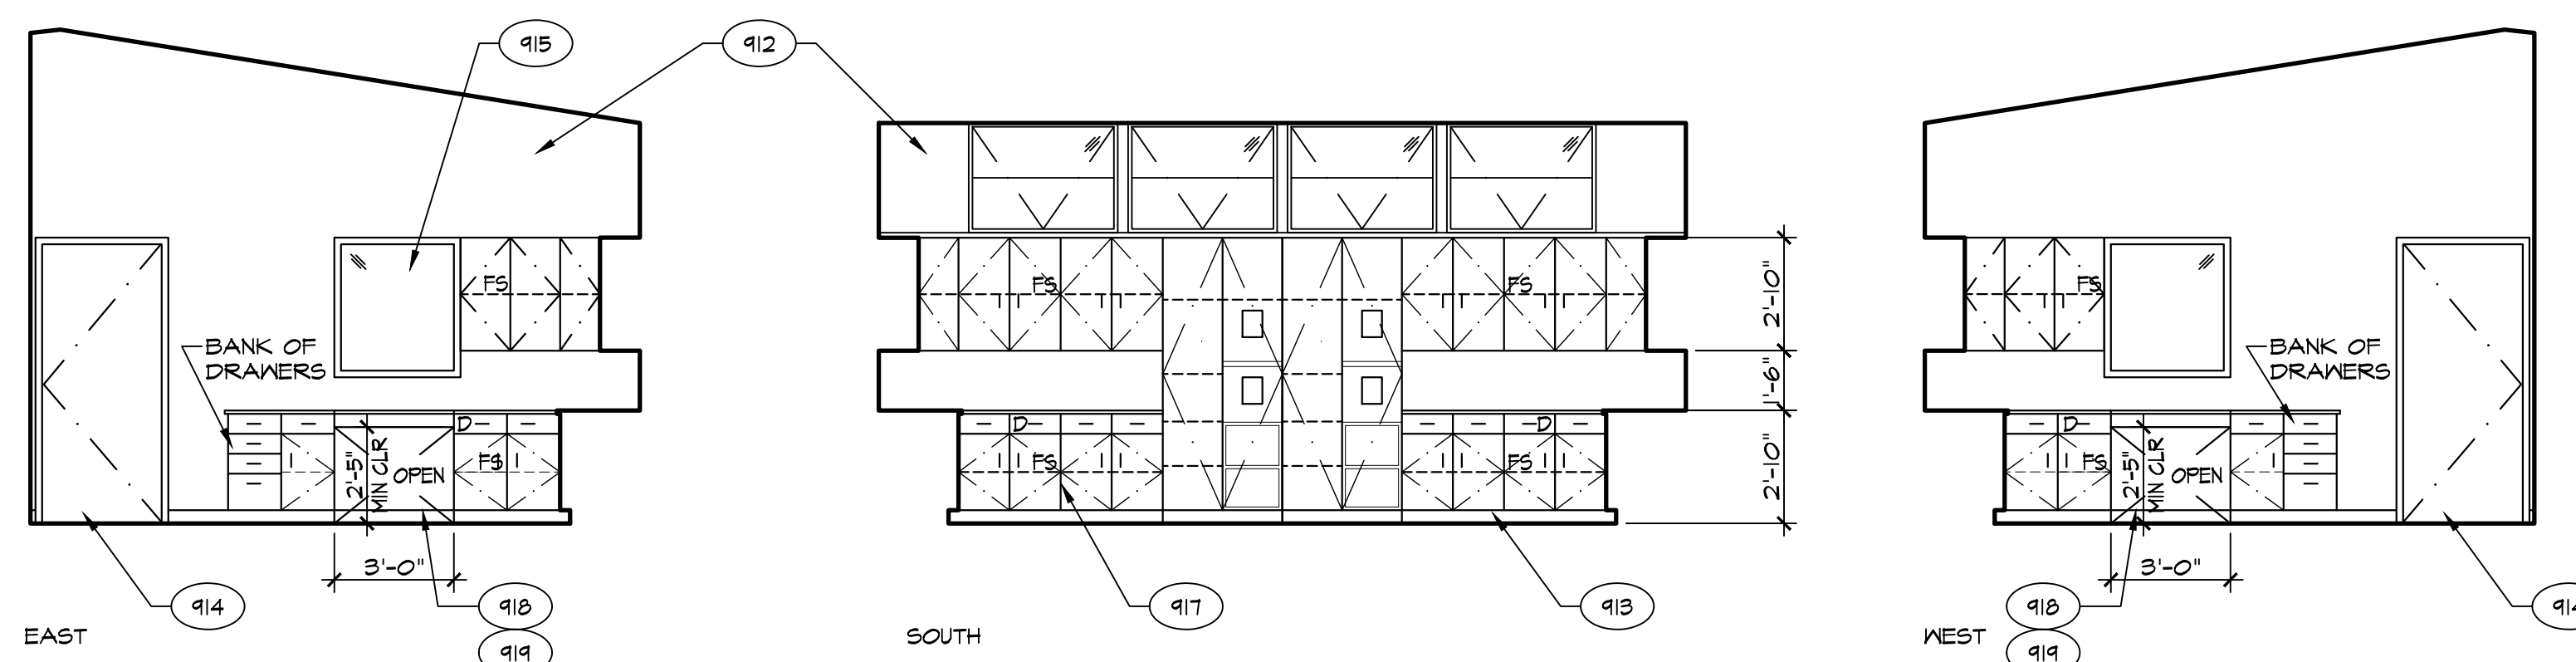 915
912
FS
FS
FS
FS
2'-10"
BANK OF
DRAWERS
1'-6"
BANK OF
DRAWERS
D
D
D
D
2'-5"
MIN CLR
OPEN
FS
FS
FS
2'-10"
FS
2'-5"
MIN CLR
OPEN
3'-0"
3'-0"
914
918
919
917
913
918
919
EAST
SOUTH
WEST